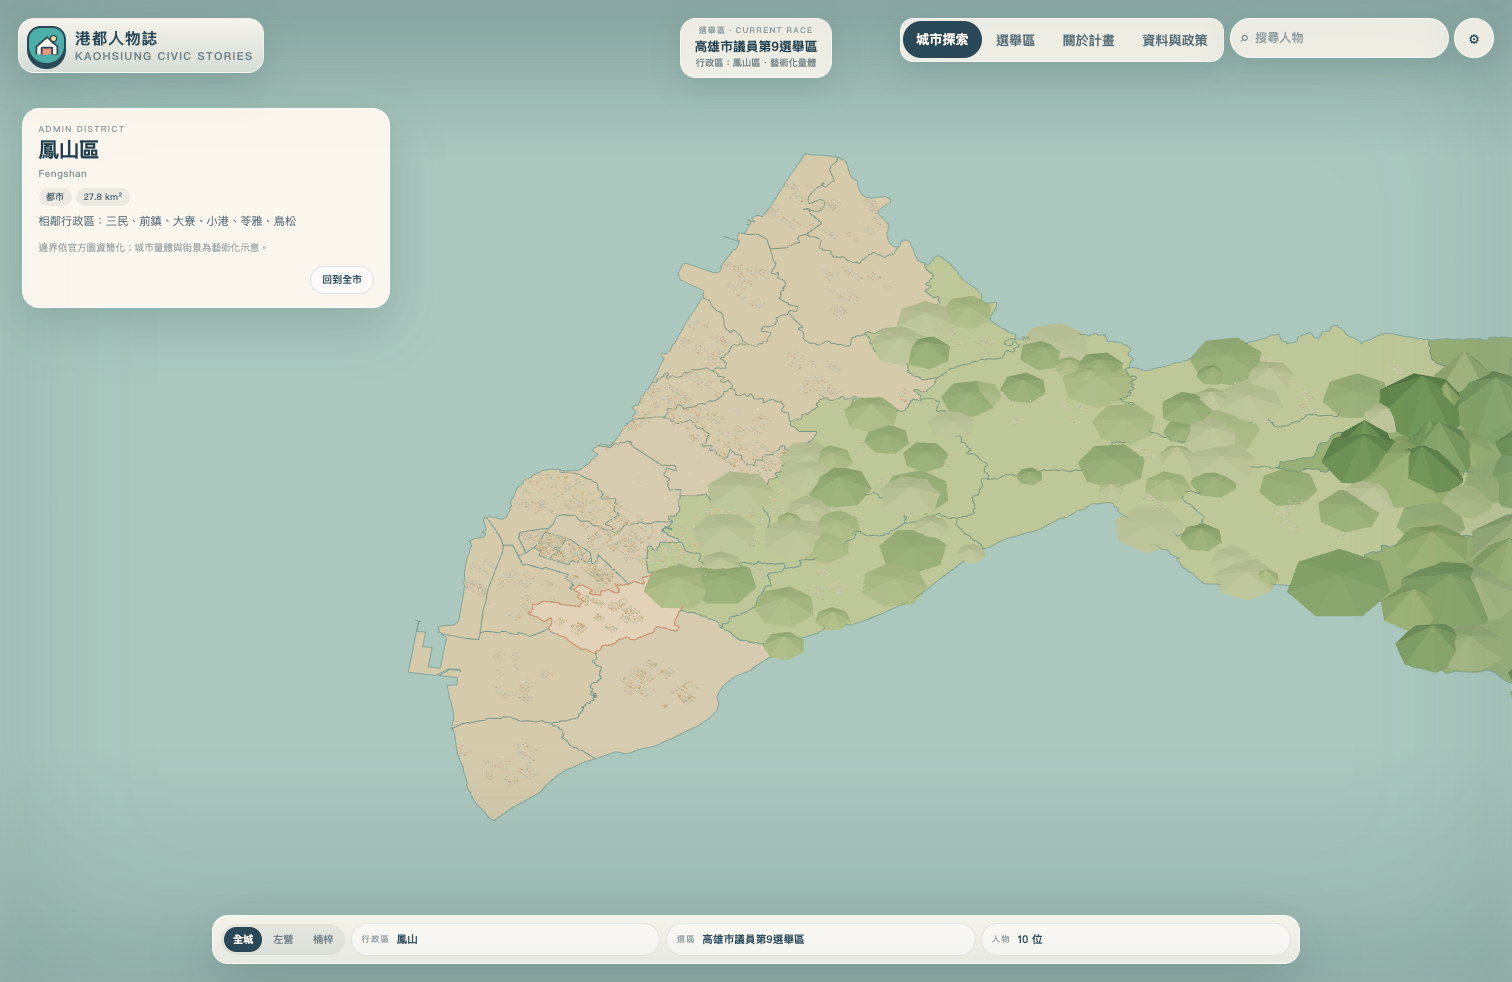 港都人物誌
KAOHSIUNG CIVIC STORIES
選舉區 · CURRENT RACE
高雄市議員第9選舉區
行政區：鳳山區 · 藝術化量體
城市探索
選舉區
關於計畫
資料與政策
搜尋人物
ADMIN DISTRICT
鳳山區
Fengshan
都市
27.8 km²
相鄰行政區：三民、前鎮、大寮、小港、苓雅、鳥松
邊界依官方圖資簡化；城市量體與街景為藝術化示意。
回到全市
全城
左營
楠梓
行政區 鳳山
選區 高雄市議員第9選舉區
人物 10 位